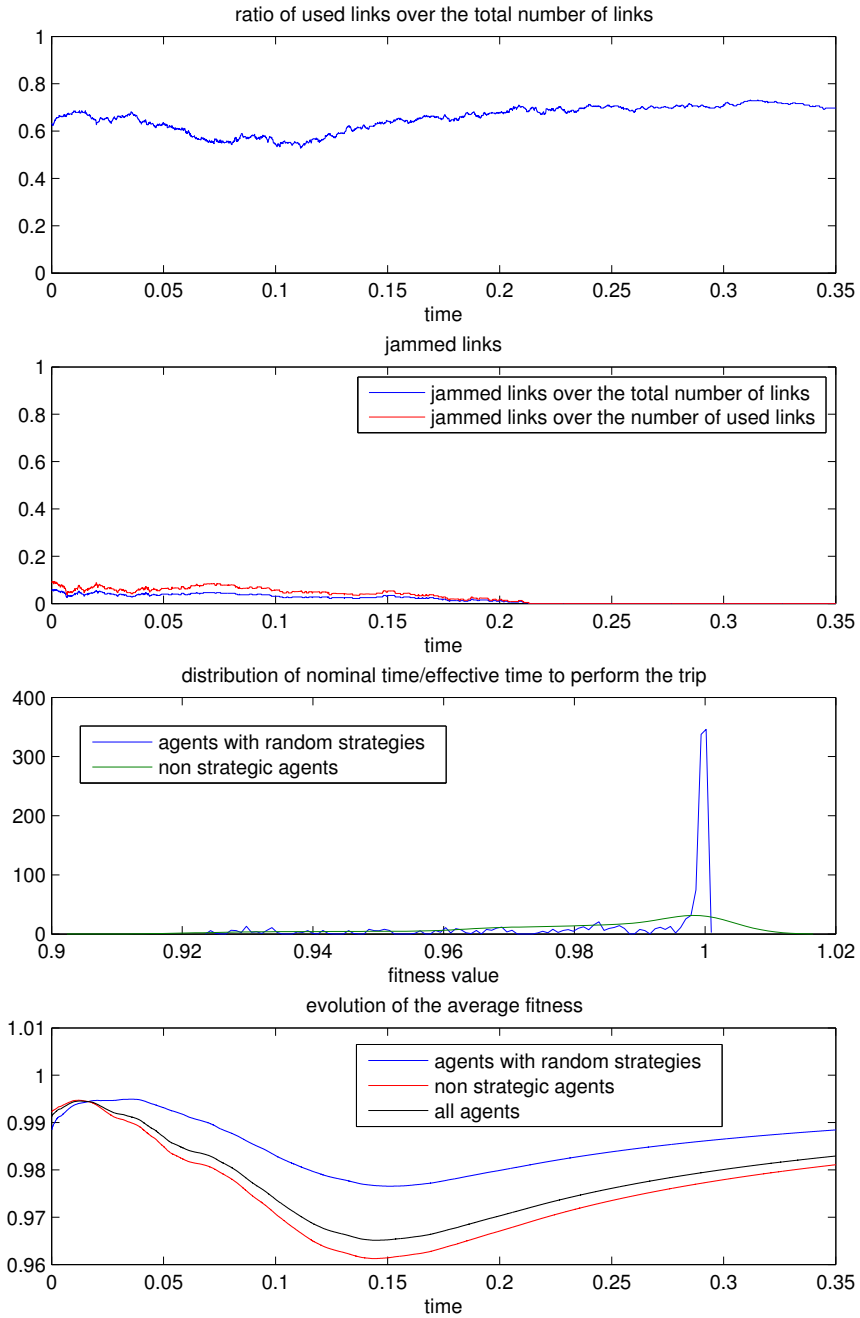 ratio of used links over the total number of links
1
0.8
0.6
0.4
0.2
0
0 0.05 0.1 0.15 0.2 0.25 0.3 0.35
time
jammed links
1
0.8
0.6
0.4
0.2
0
jammed links over the total number of links
jammed links over the number of used links
0 0.05 0.1 0.15 0.2 0.25 0.3 0.35
time
distribution of nominal time/effective time to perform the trip
400
300
200
100
0
agents with random strategies
non strategic agents
0.9 0.92 0.94 0.96 0.98 1 1.02
fitness value
evolution of the average fitness
1.01
1
0.99
0.98
0.97
0.96
agents with random strategies
non strategic agents
all agents
0 0.05 0.1 0.15 0.2 0.25 0.3 0.35
time